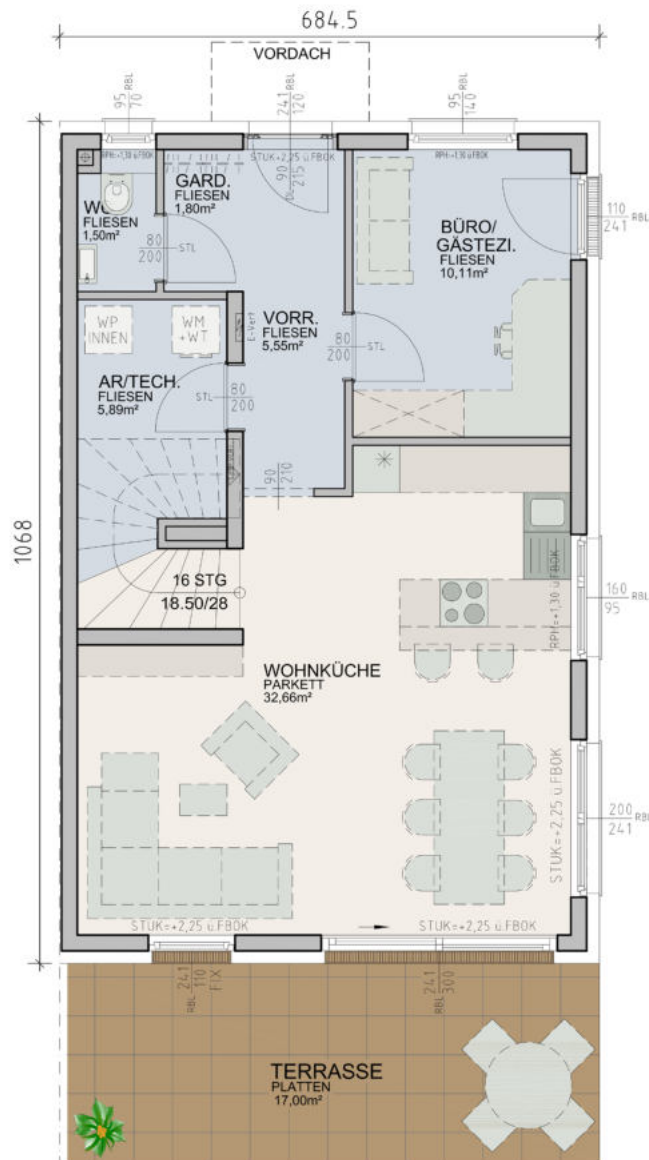 684.5
VORDACH
95
70
RBL
241
120
RBL
95
140
RBL
RPH=+1,30 ü.FBOK
STUK=+2,25 ü.FBOK
RPH=+1,30 ü.FBOK
GARD.
FLIESEN
1,80m²
90
215
DL
WC
FLIESEN
1,50m²
80
200
STL
BÜRO/
GÄSTEZI.
FLIESEN
10,11m²
110
241
RBL
WP
INNEN
WM
+WT
E-Vert
VORR.
FLIESEN
5,55m²
80
200
STL
AR/TECH.
FLIESEN
5,89m²
STL
80
200
90
210
1068
16 STG
18.50/28
RPH=+1,30 ü.FBOK
160
95
RBL
WOHNKÜCHE
PARKETT
32,66m²
STUK=+2,25 ü.FBOK
200
241
RBL
STUK=+2,25 ü.FBOK
STUK=+2,25 ü.FBOK
241
110
RBL
FIX
241
300
RBL
TERRASSE
PLATTEN
17,00m²